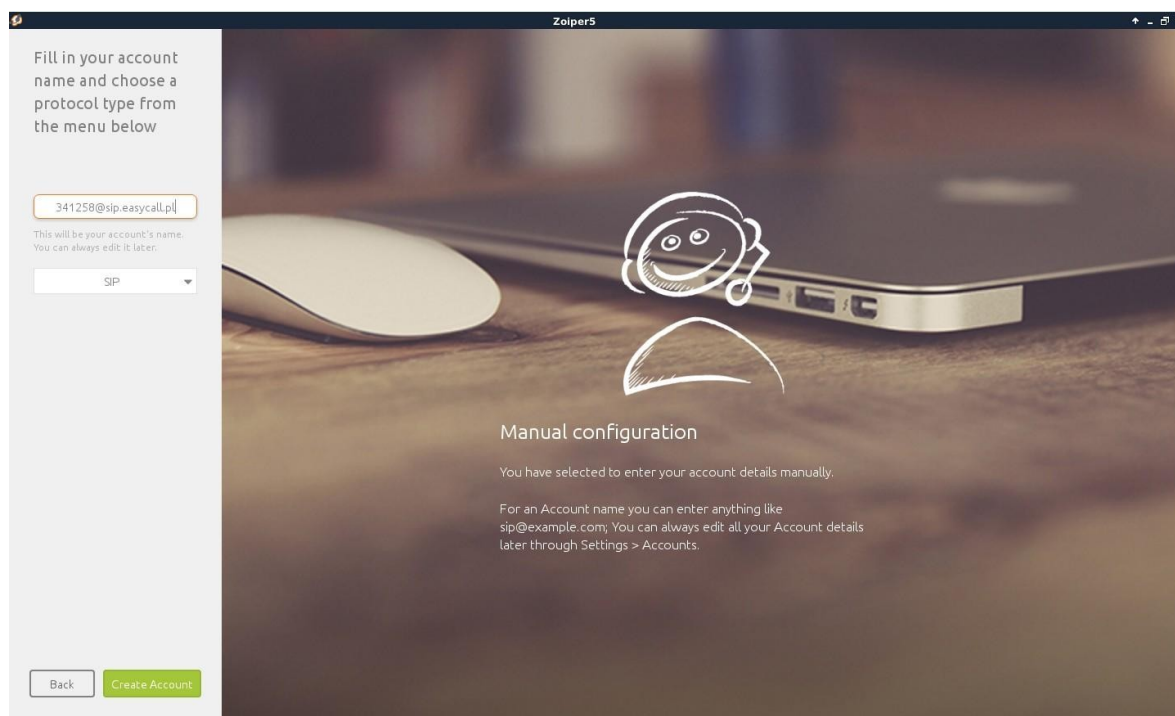 Zoiper5
Fill in your account
name and choose a
protocol type from
the menu below
341258@sip.easycall.pl
This will be your account's name.
You can always edit it later.
SIP
Manual configuration
You have selected to enter your account details manually.
For an Account name you can enter anything like
sip@example.com; You can always edit all your Account details
later through Settings > Accounts.
Back
Create Account